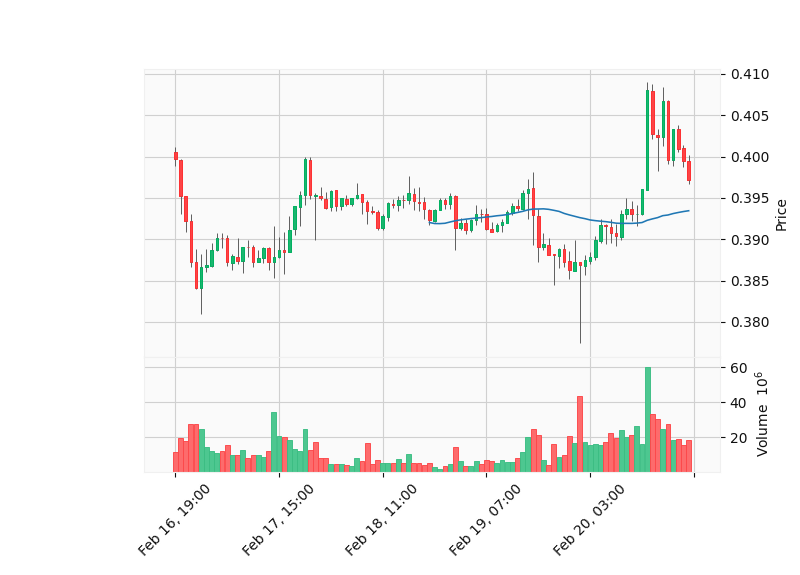 0.410
0.405
0.400
0.395
0.390
0.385
0.380
Price
60
40
20
Volume 10^6
Feb 16, 19:00
Feb 17, 15:00
Feb 18, 11:00
Feb 19, 07:00
Feb 20, 03:00